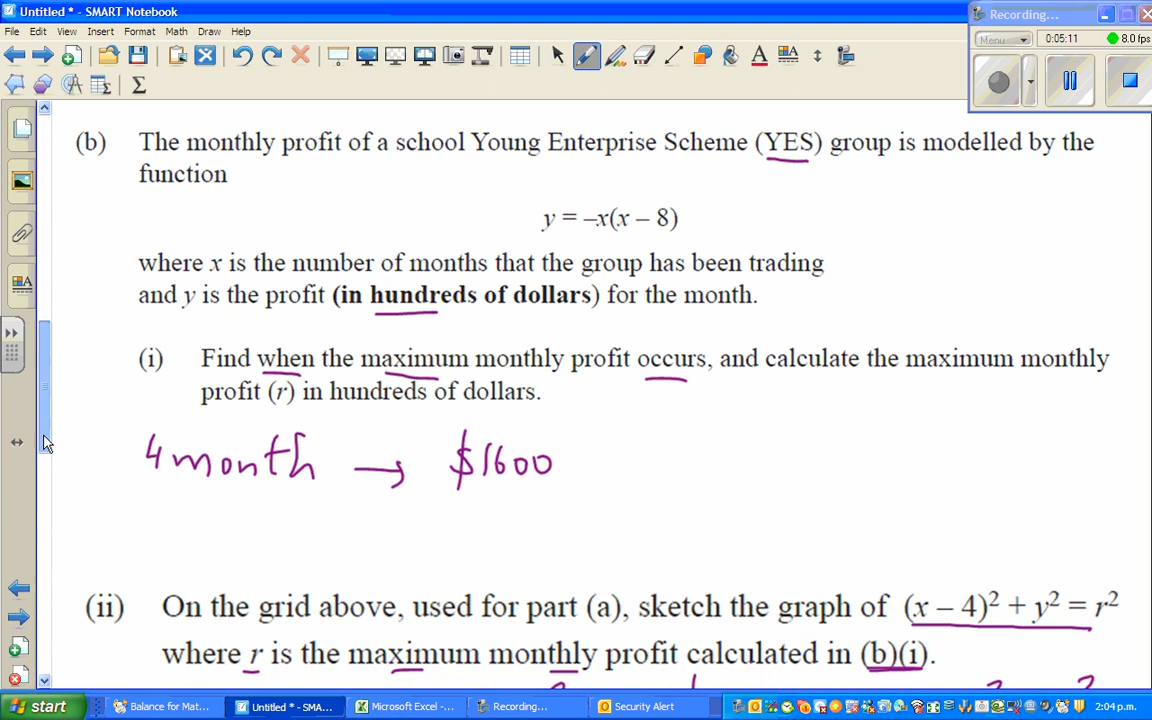 Untitled * - SMART Notebook
Recording...
File Edit View Insert Format Math Draw Help
Menu 0:05:11 8.0 fps
(b) The monthly profit of a school Young Enterprise Scheme (YES) group is modelled by the
function
y = –x(x – 8)
where x is the number of months that the group has been trading
and y is the profit (in hundreds of dollars) for the month.
(i) Find when the maximum monthly profit occurs, and calculate the maximum monthly
profit (r) in hundreds of dollars.
4 month → $1600
(ii) On the grid above, used for part (a), sketch the graph of (x – 4)² + y² = r²
where r is the maximum monthly profit calculated in (b)(i).
start Balance for Mat... Untitled * - SMA... Microsoft Excel -... Recording... Security Alert 2:04 p.m.